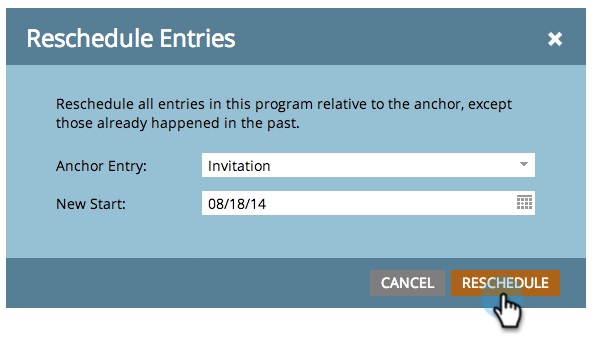 Reschedule Entries
Reschedule all entries in this program relative to the anchor, except
those already happened in the past.
Anchor Entry: Invitation
New Start: 08/18/14
CANCEL RESCHEDULE